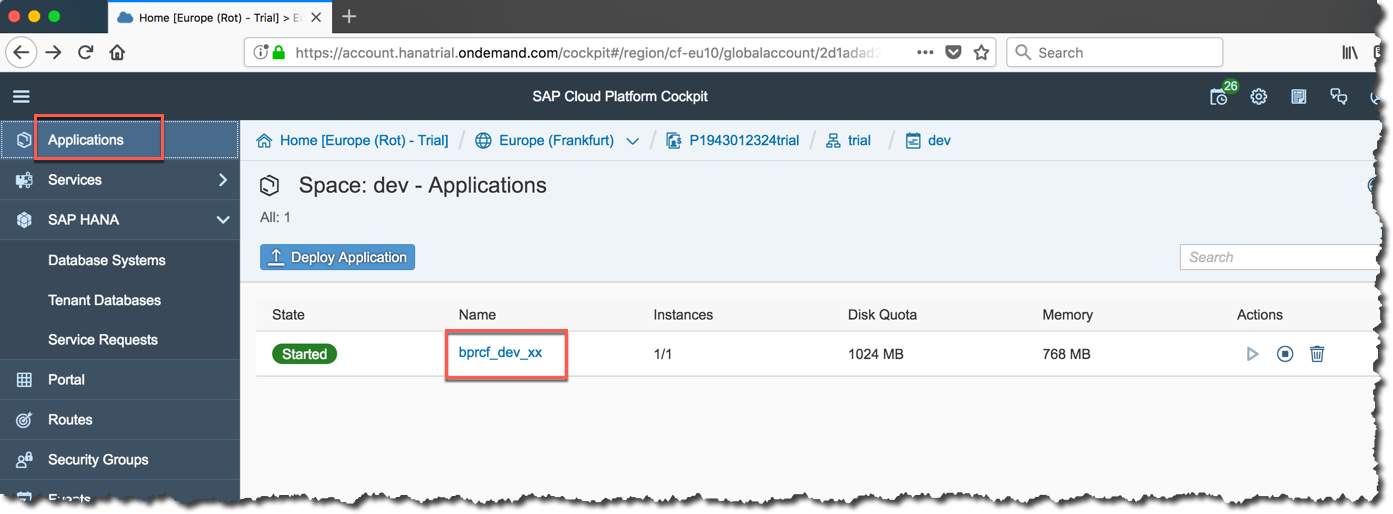 Home [Europe (Rot) - Trial] > Eu
https://account.hanatrial.ondemand.com/cockpit#/region/cf-eu10/globalaccount/2d1adad2
Search
SAP Cloud Platform Cockpit
26
Applications
Home [Europe (Rot) - Trial] / Europe (Frankfurt) / P1943012324trial / trial / dev
Services
Space: dev - Applications
SAP HANA
All: 1
Deploy Application
Search
Database Systems
Tenant Databases
State Name Instances Disk Quota Memory Actions
Service Requests
Started bprcf_dev_xx 1/1 1024 MB 768 MB
Portal
Routes
Security Groups
Events